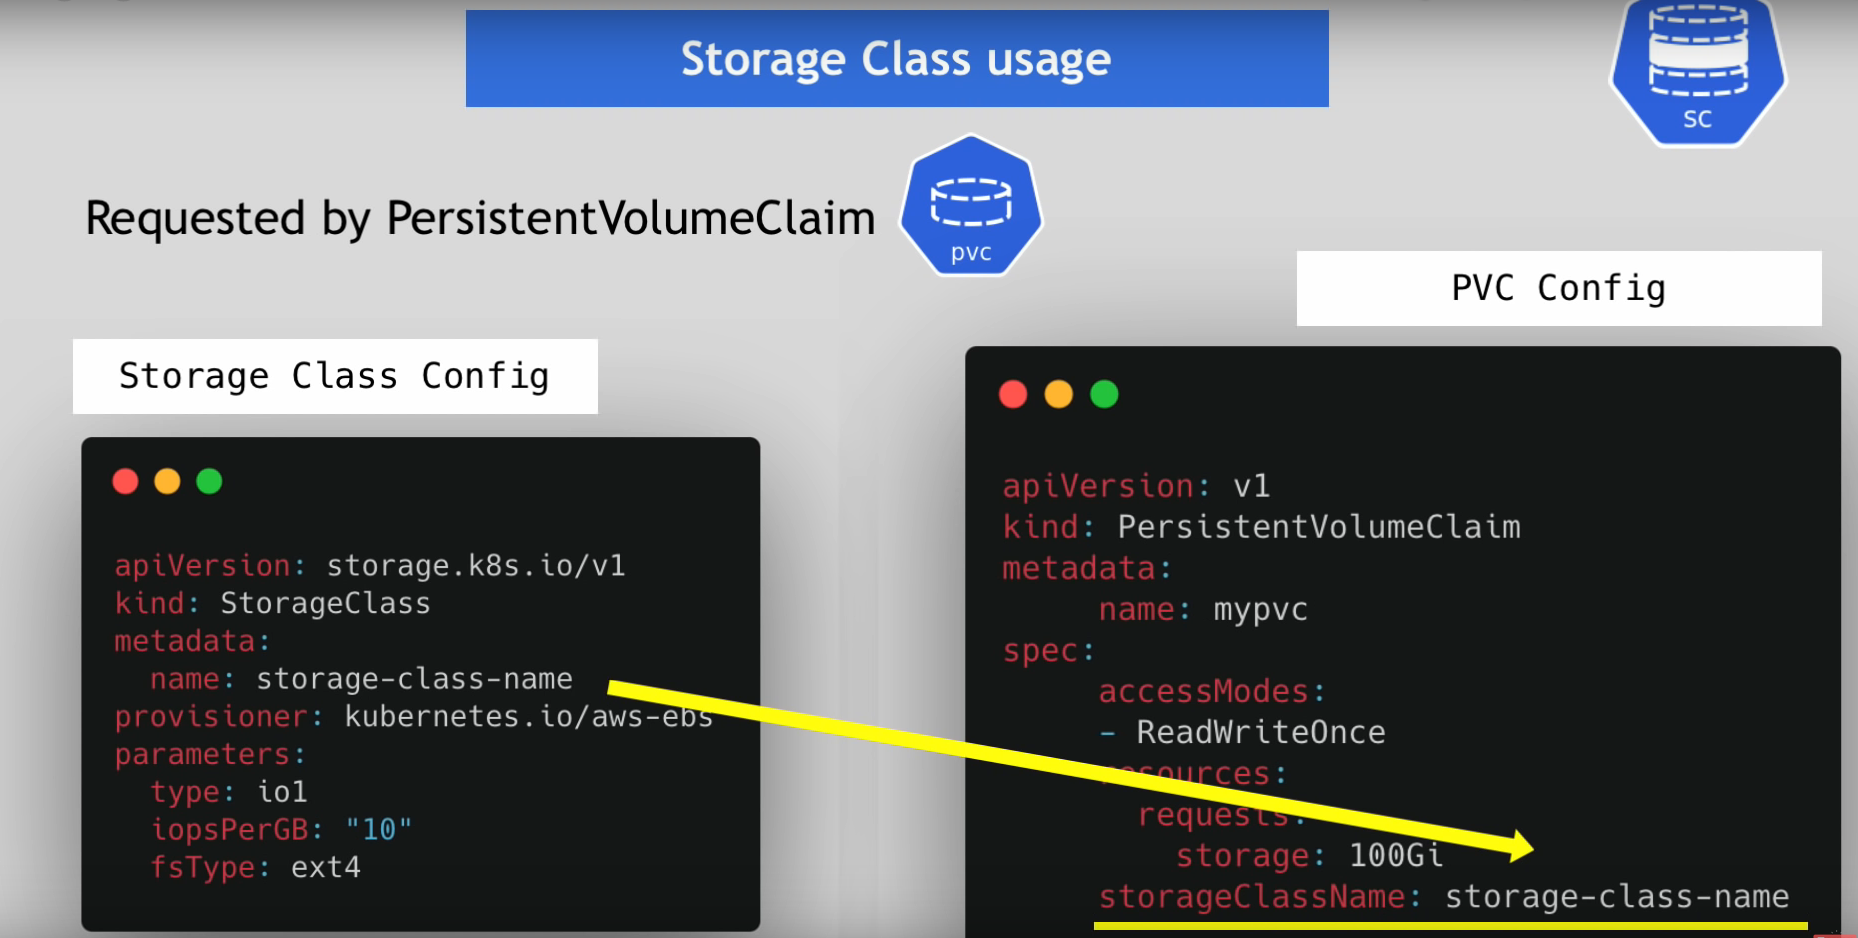 Storage Class usage
sc
Requested by PersistentVolumeClaim
pvc
Storage Class Config
apiVersion: storage.k8s.io/v1
kind: StorageClass
metadata:
  name: storage-class-name
provisioner: kubernetes.io/aws-ebs
parameters:
  type: io1
  iopsPerGB: "10"
  fsType: ext4
PVC Config
apiVersion: v1
kind: PersistentVolumeClaim
metadata:
     name: mypvc
spec:
     accessModes:
     - ReadWriteOnce
     resources:
       requests:
         storage: 100Gi
     storageClassName: storage-class-name